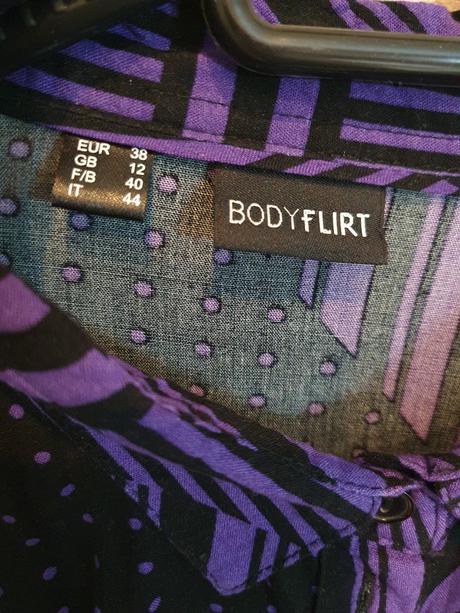 EUR 38
GB 12
F/B 40
IT 44
BODYFLIRT